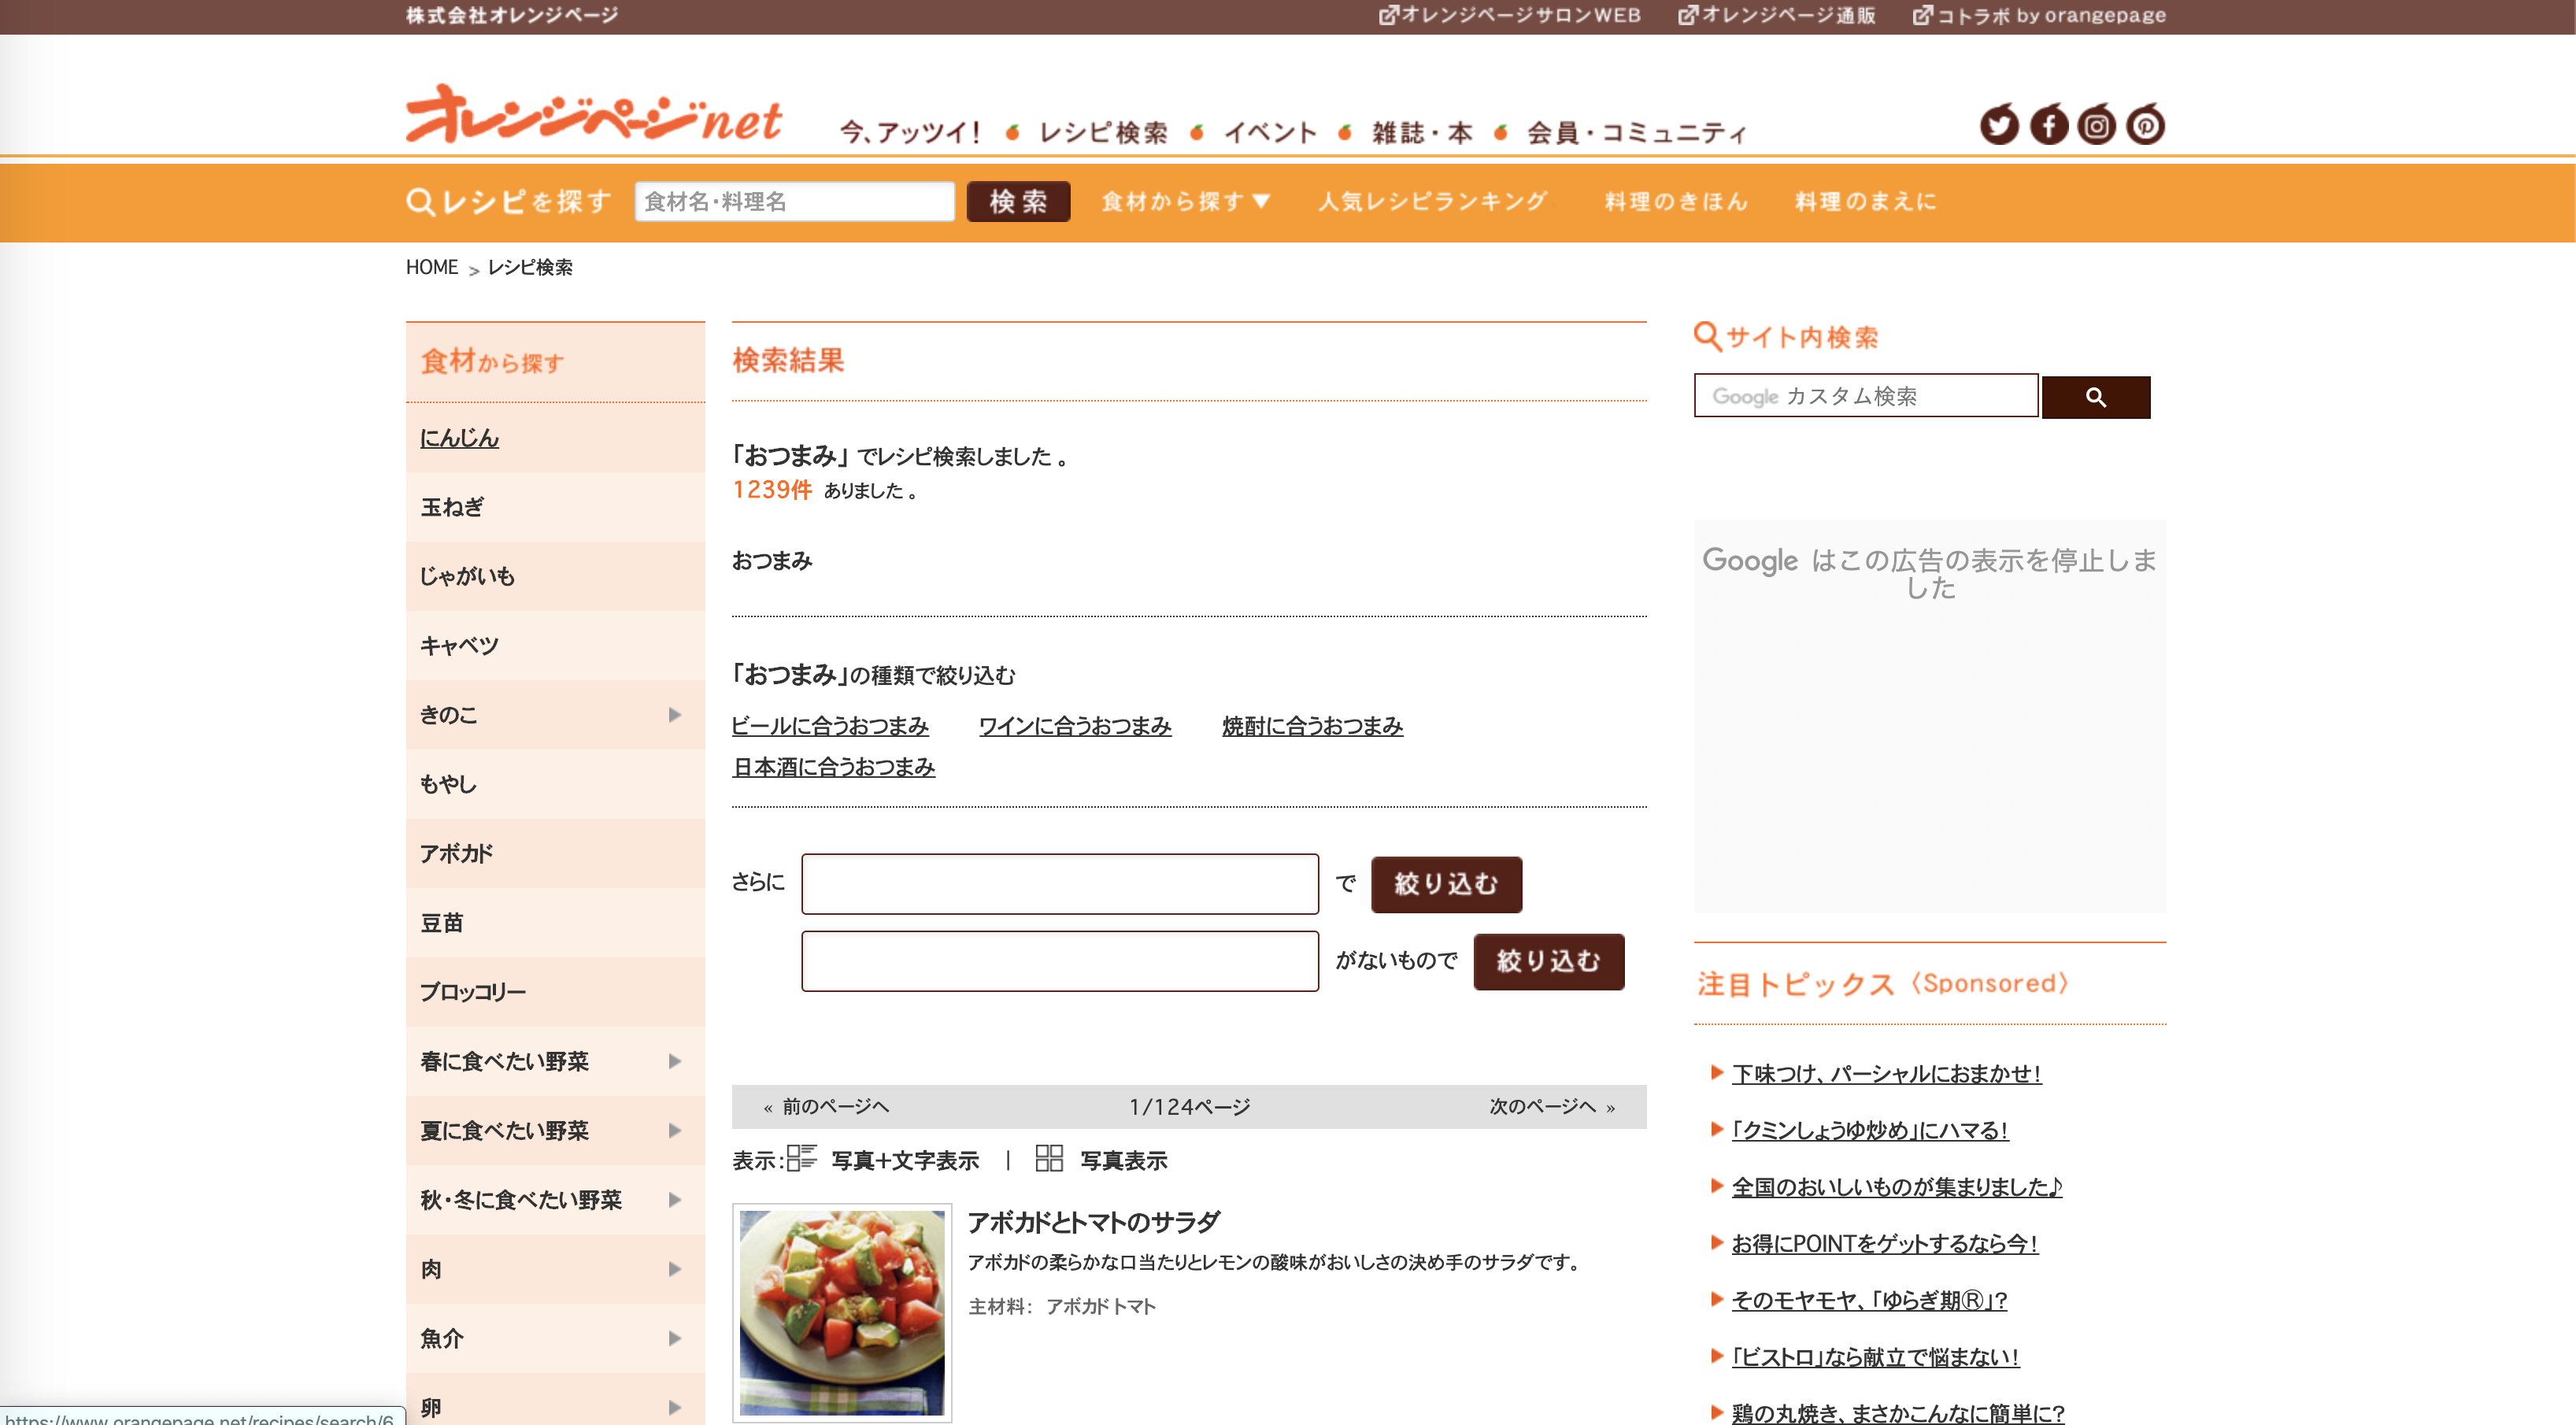 株式会社オレンジページ
オレンジページサロンWEB
オレンジページ通販
コトラボ by orangepage
オレンジページnet
今、アッツイ！
レシピ検索
イベント
雑誌・本
会員・コミュニティ
レシピを探す
食材名・料理名
検索
食材から探す▼
人気レシピランキング
料理のきほん
料理のまえに
HOME > レシピ検索
食材から探す
にんじん
玉ねぎ
じゃがいも
キャベツ
きのこ
もやし
アボカド
豆苗
ブロッコリー
春に食べたい野菜
夏に食べたい野菜
秋・冬に食べたい野菜
肉
魚介
卵
https://www.orangepage.net/recipes/search/6
検索結果
「おつまみ」 でレシピ検索しました 。
1239件 ありました 。
おつまみ
「おつまみ」の種類で絞り込む
ビールに合うおつまみ
ワインに合うおつまみ
焼酎に合うおつまみ
日本酒に合うおつまみ
さらに
で
絞り込む
がないもので
絞り込む
« 前のページへ
1/124ページ
次のページへ »
表示： 写真+文字表示 | 写真表示
アボカドとトマトのサラダ
アボカドの柔らかな口当たりとレモンの酸味がおいしさの決め手のサラダです。
主材料： アボカド トマト
サイト内検索
Google カスタム検索
Google はこの広告の表示を停止しま
した
注目トピックス〈Sponsored〉
下味つけ、パーシャルにおまかせ！
「クミンしょうゆ炒め」にハマる！
全国のおいしいものが集まりました♪
お得にPOINTをゲットするなら今！
そのモヤモヤ、「ゆらぎ期®」？
「ビストロ」なら献立で悩まない！
鶏の丸焼き、まさかこんなに簡単に？